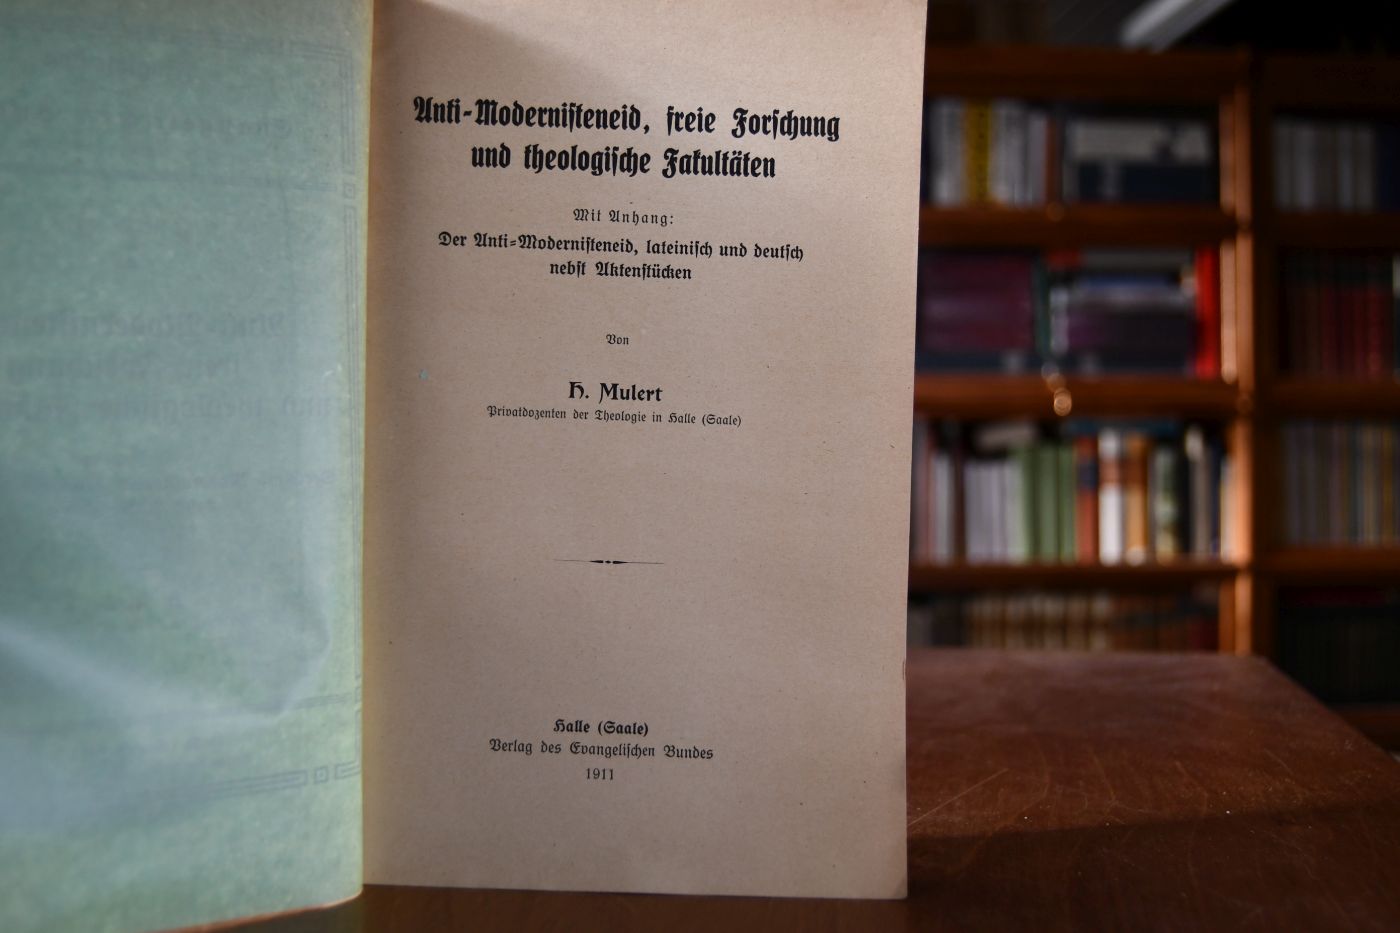 Anti-Modernisteneid, freie Forschung
und theologische Fakultäten
Mit Anhang:
Der Anti-Modernisteneid, lateinisch und deutsch
nebst Aktenstücken
Von
H. Mulert
Privatdozenten der Theologie in Halle (Saale)
Halle (Saale)
Verlag des Evangelischen Bundes
1911